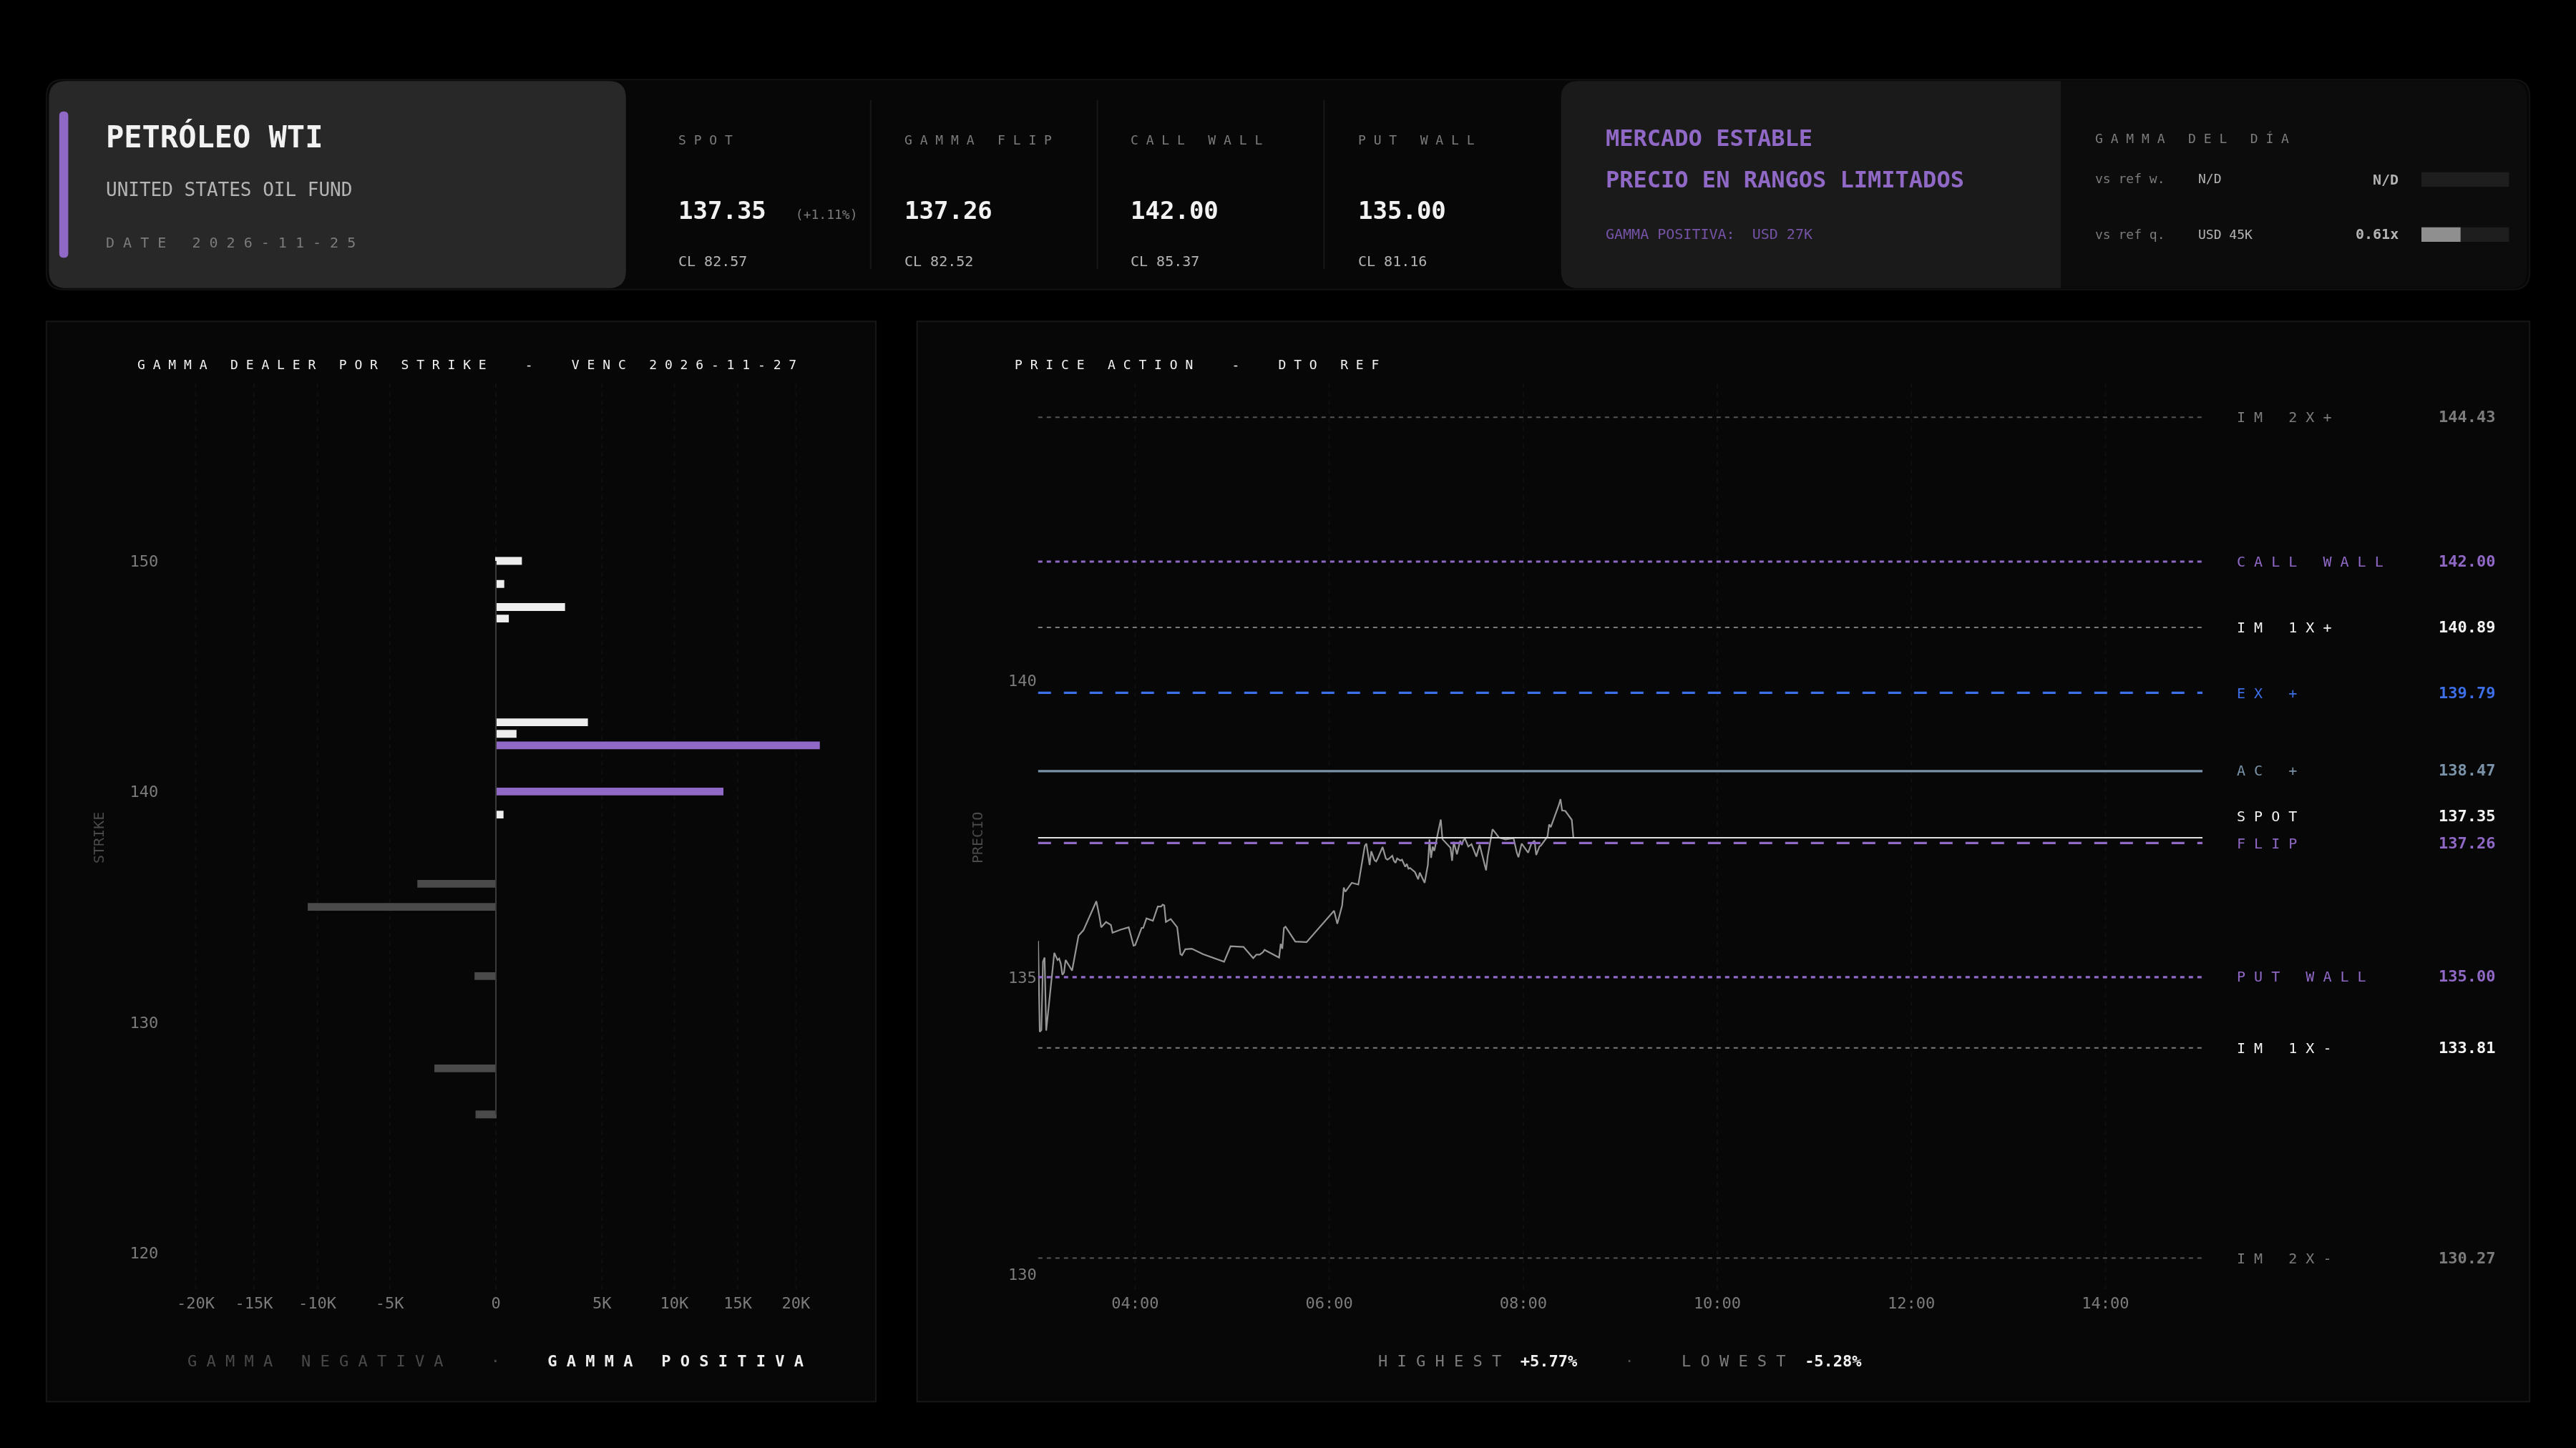 PETRÓLEO WTI
UNITED STATES OIL FUND
DATE 2026-11-25
SPOT
137.35 (+1.11%)
CL 82.57
GAMMA FLIP
137.26
CL 82.52
CALL WALL
142.00
CL 85.37
PUT WALL
135.00
CL 81.16
MERCADO ESTABLE
PRECIO EN RANGOS LIMITADOS
GAMMA POSITIVA: USD 27K
GAMMA DEL DÍA
vs ref w. N/D N/D
vs ref q. USD 45K 0.61x
GAMMA DEALER POR STRIKE - VENC 2026-11-27
STRIKE
150
140
130
120
-20K -15K -10K -5K 0 5K 10K 15K 20K
GAMMA NEGATIVA · GAMMA POSITIVA
PRICE ACTION - DTO REF
PRECIO
140
135
130
IM 2X+ 144.43
CALL WALL 142.00
IM 1X+ 140.89
EX + 139.79
AC + 138.47
SPOT 137.35
FLIP 137.26
PUT WALL 135.00
IM 1X- 133.81
IM 2X- 130.27
04:00 06:00 08:00 10:00 12:00 14:00
HIGHEST +5.77% · LOWEST -5.28%